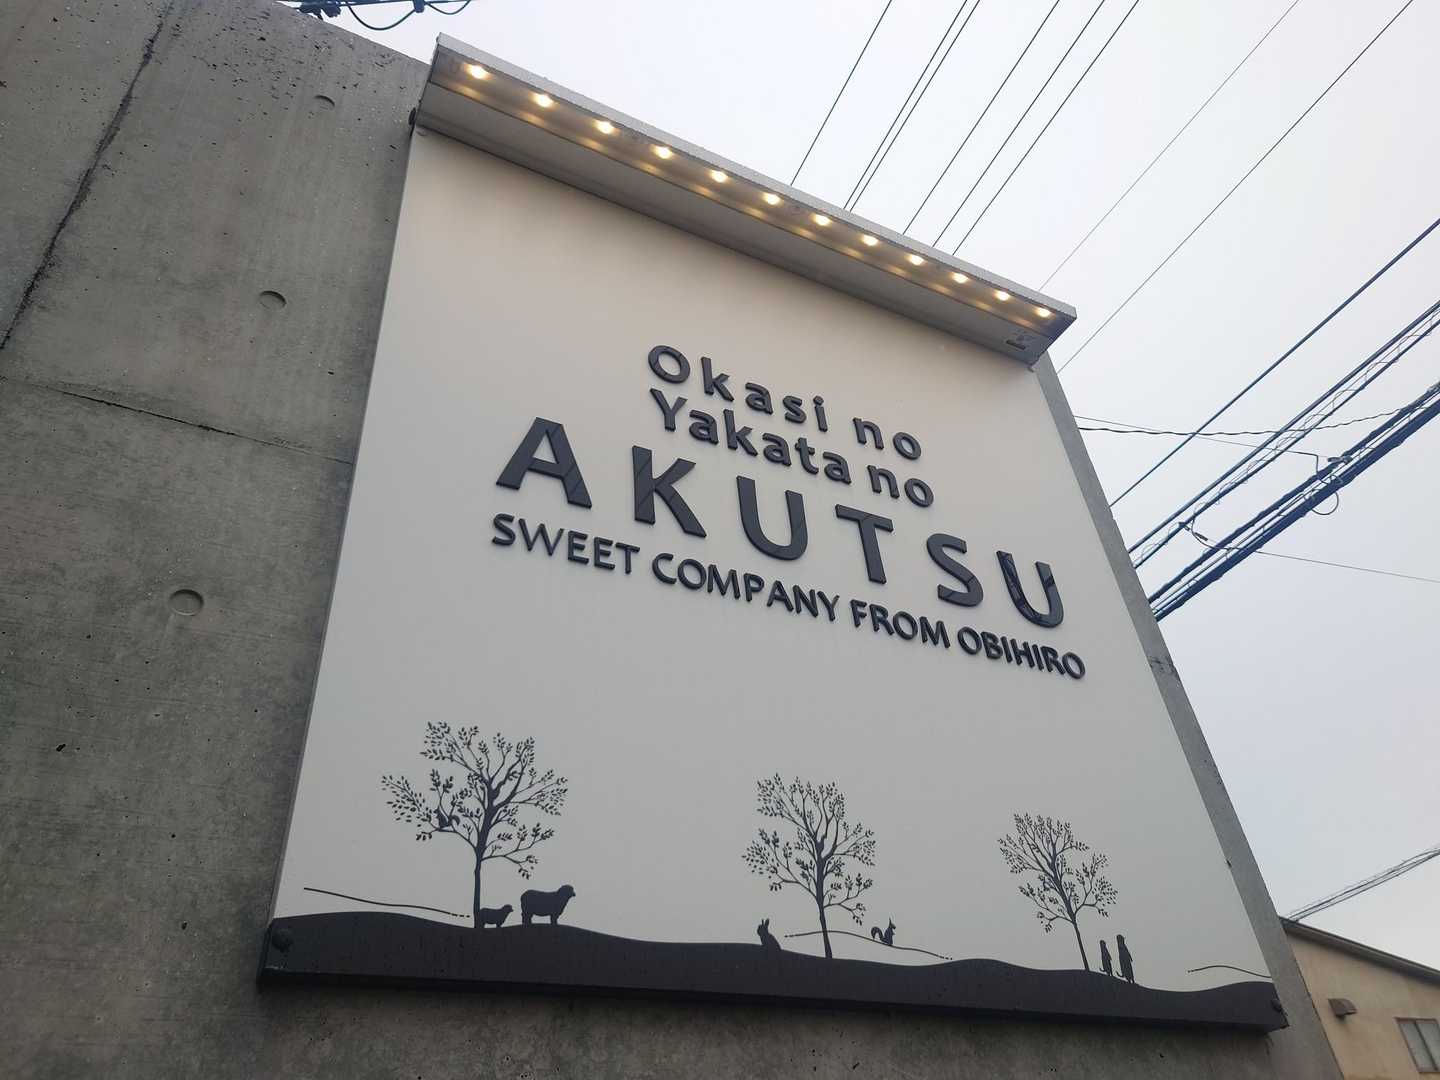 Okasi no
Yakata no
AKUTSU
SWEET COMPANY FROM OBIHIRO